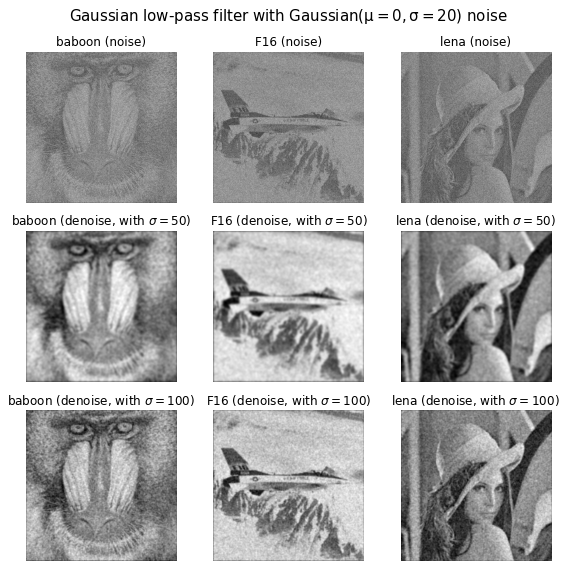 Gaussian low-pass filter with Gaussian(μ = 0, σ = 20) noise
baboon (noise) F16 (noise) lena (noise)
baboon (denoise, with σ = 50) F16 (denoise, with σ = 50) lena (denoise, with σ = 50)
baboon (denoise, with σ = 100) F16 (denoise, with σ = 100) lena (denoise, with σ = 100)